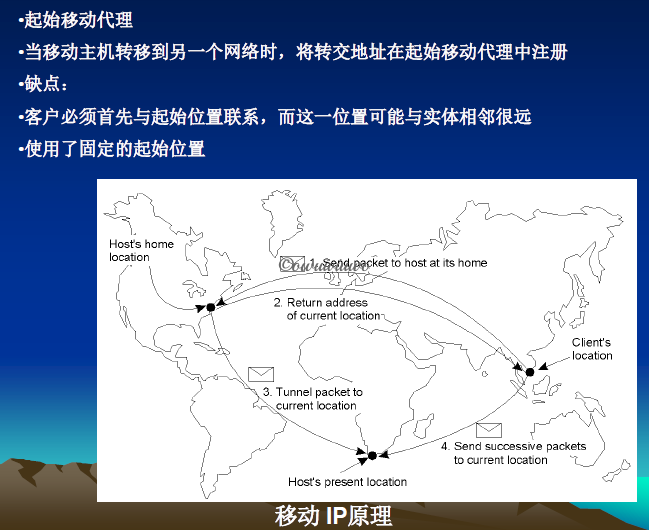 •起始移动代理
•当移动主机转移到另一个网络时，将转交地址在起始移动代理中注册
•缺点：
•客户必须首先与起始位置联系，而这一位置可能与实体相邻很远
•使用了固定的起始位置
Host's home
location
1. Send packet to host at its home
2. Return address
of current location
Client's
location
3. Tunnel packet to
current location
4. Send successive packets
to current location
Host's present location
移动 IP原理